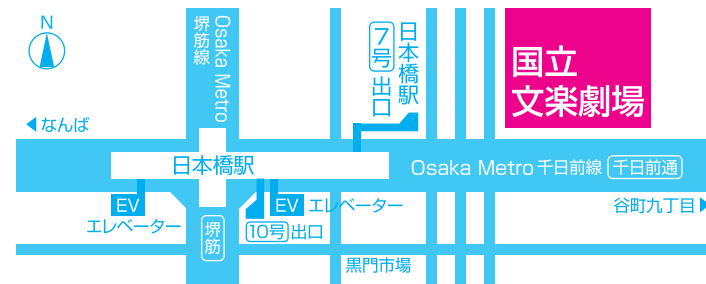 N
堺筋線
Osaka Metro
7号
出口
日本橋駅
国立
文楽劇場
なんば
日本橋駅
Osaka Metro 千日前線 千日前通
EV
エレベーター
堺筋
10号出口
EV エレベーター
谷町九丁目
黒門市場